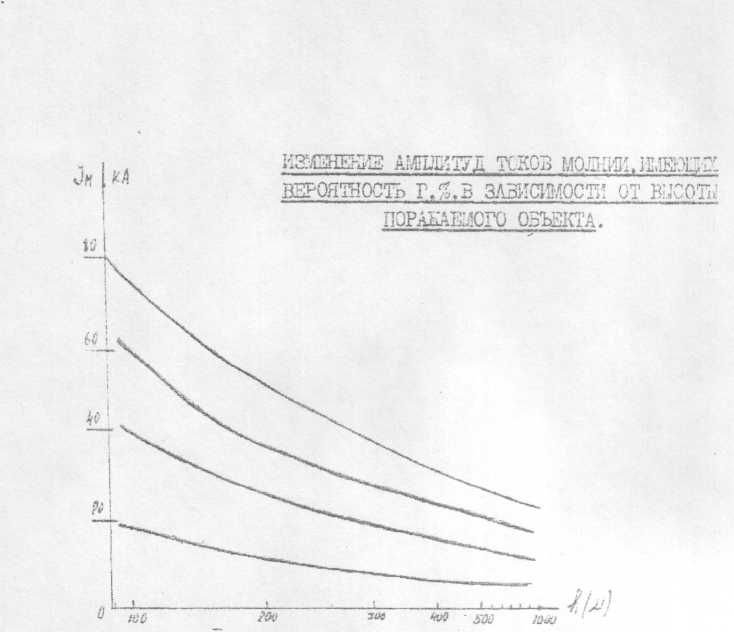 ИЗМЕНЕНИЕ АМПЛИТУД ТОКОВ МОЛНИИ, ИМЕЮЩИХ
ВЕРОЯТНОСТЬ Р.%.В ЗАВИСИМОСТИ ОТ ВЫСОТЫ
ПОРАЖАЕМОГО ОБЪЕКТА.
Jм кА
80
60
40
20
0 100 200 300 400 500 1000 h(м)